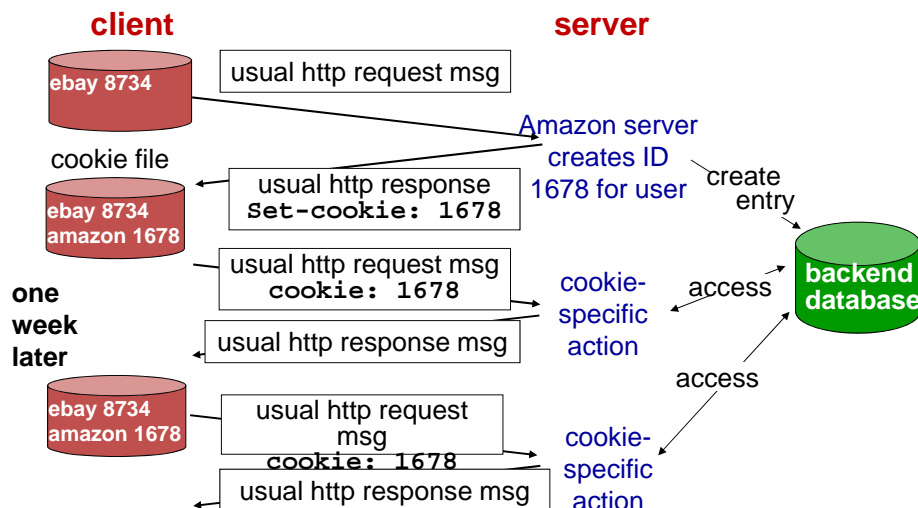 client
server
usual http request msg
ebay 8734
Amazon server
creates ID
1678 for user
cookie file
usual http response
Set-cookie: 1678
create
entry
ebay 8734
amazon 1678
usual http request msg
cookie: 1678
cookie-
specific
action
access
backend
database
one
week
later
usual http response msg
access
ebay 8734
amazon 1678
usual http request
msg
cookie: 1678
cookie-
specific
action
usual http response msg